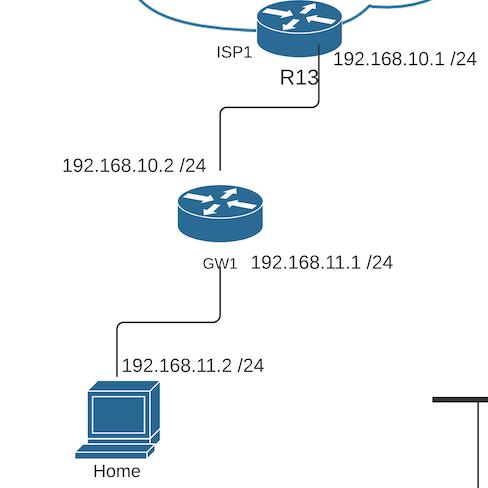 ISP1
192.168.10.1 /24
R13
192.168.10.2 /24
GW1
192.168.11.1 /24
192.168.11.2 /24
Home